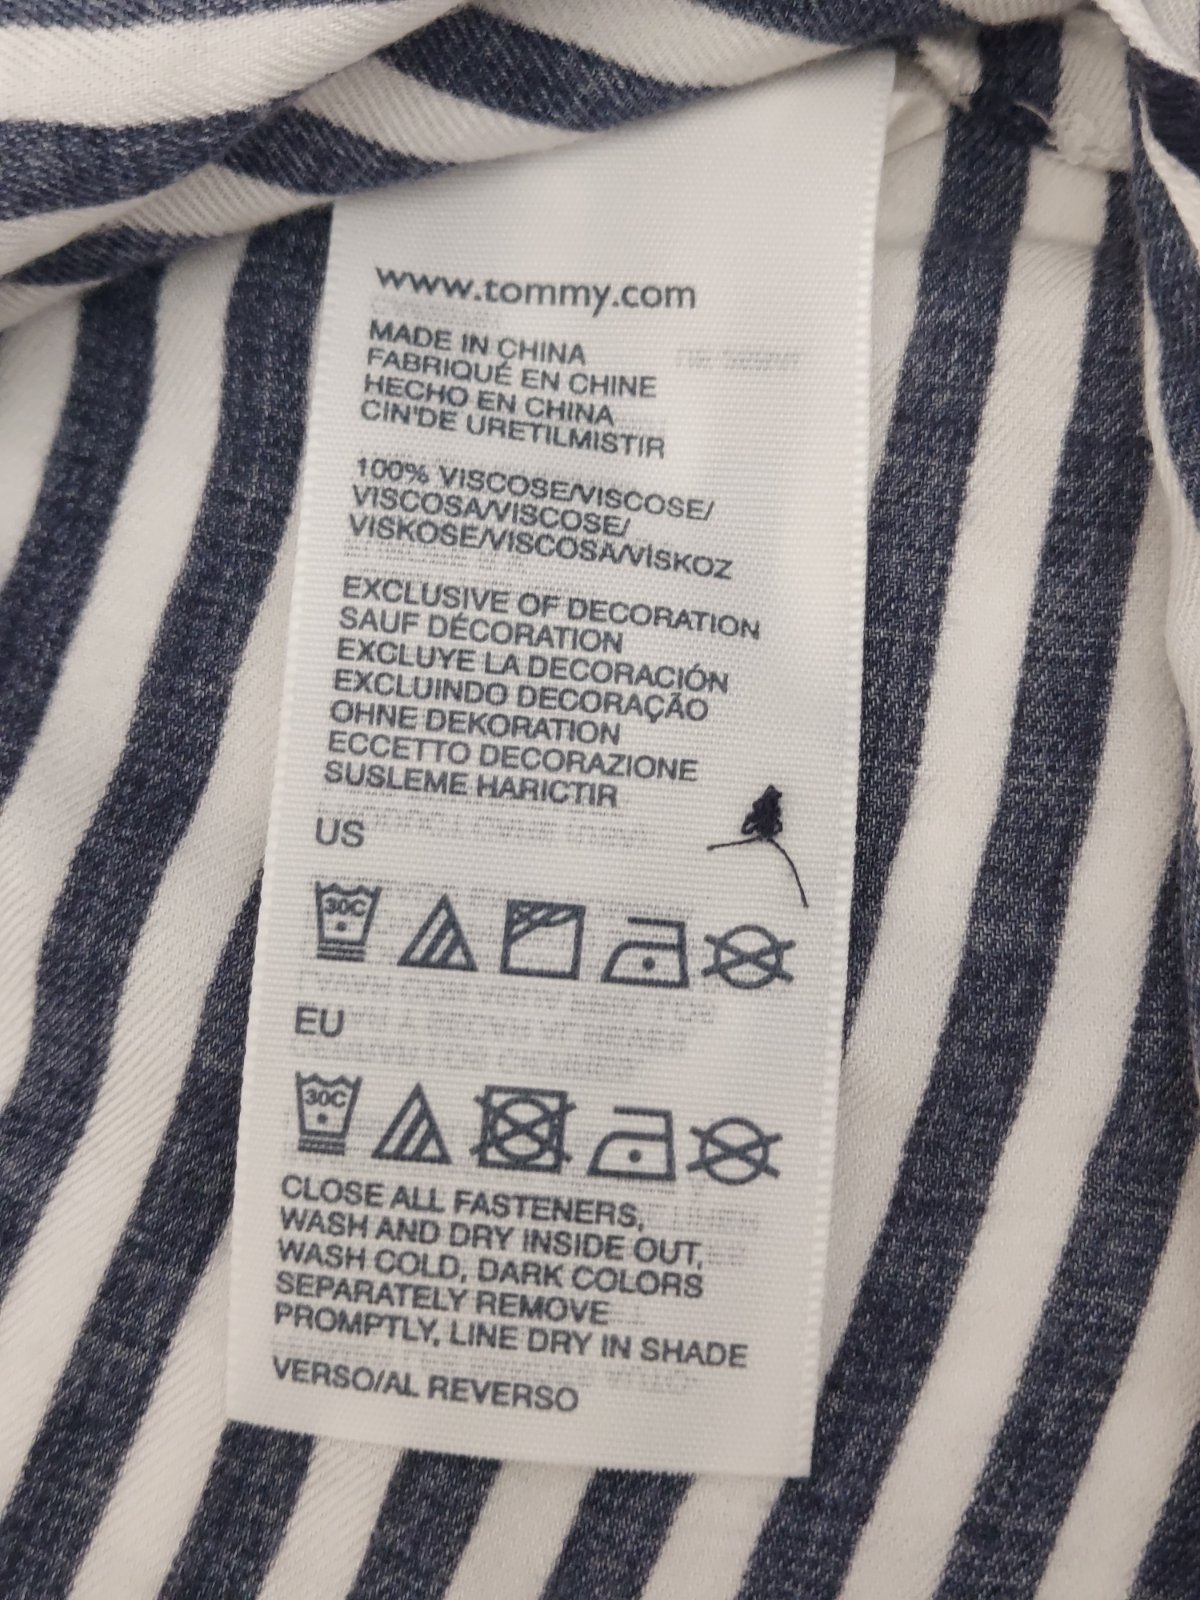 www.tommy.com
MADE IN CHINA
FABRIQUÉ EN CHINE
HECHO EN CHINA
CIN'DE URETILMISTIR
100% VISCOSE/VISCOSE/
VISCOSA/VISCOSE/
VISKOSE/VISCOSA/VİSKOZ
EXCLUSIVE OF DECORATION
SAUF DÉCORATION
EXCLUYE LA DECORACIÓN
EXCLUINDO DECORAÇÃO
OHNE DEKORATION
ECCETTO DECORAZIONE
SUSLEME HARICTIR
US
30C
EU
30C
CLOSE ALL FASTENERS,
WASH AND DRY INSIDE OUT,
WASH COLD, DARK COLORS
SEPARATELY REMOVE
PROMPTLY, LINE DRY IN SHADE
VERSO/AL REVERSO